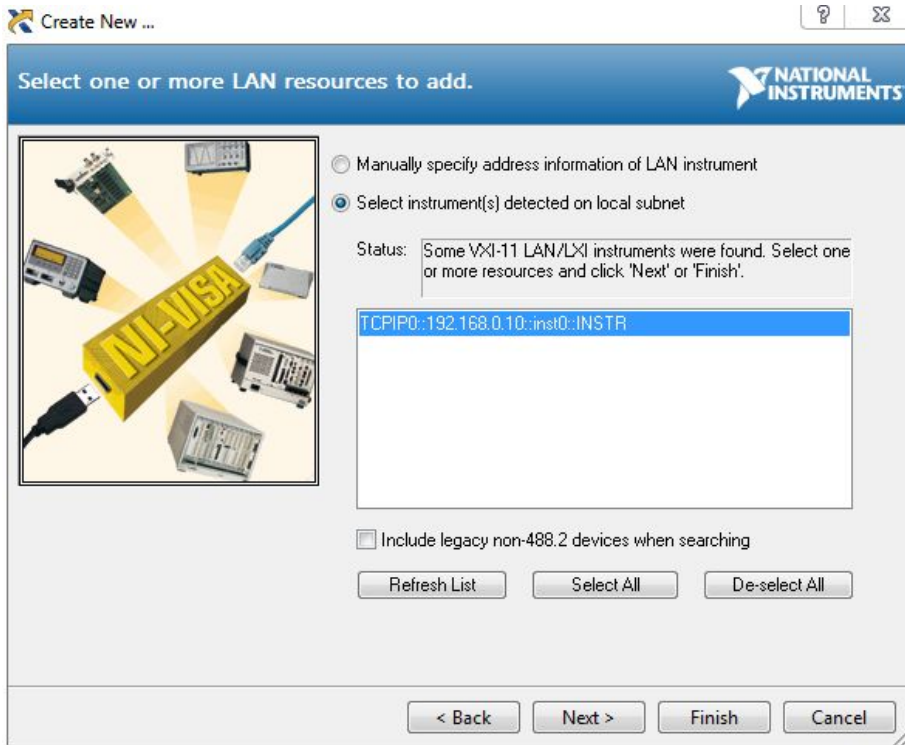 Create New ...
Select one or more LAN resources to add.
NATIONAL
INSTRUMENTS
Manually specify address information of LAN instrument
Select instrument(s) detected on local subnet
Status:
Some VXI-11 LAN/LXI instruments were found. Select one
or more resources and click 'Next' or 'Finish'.
NI-VISA
TCPIP0::192.168.0.10::inst0::INSTR
Include legacy non-488.2 devices when searching
Refresh List
Select All
De-select All
< Back
Next >
Finish
Cancel